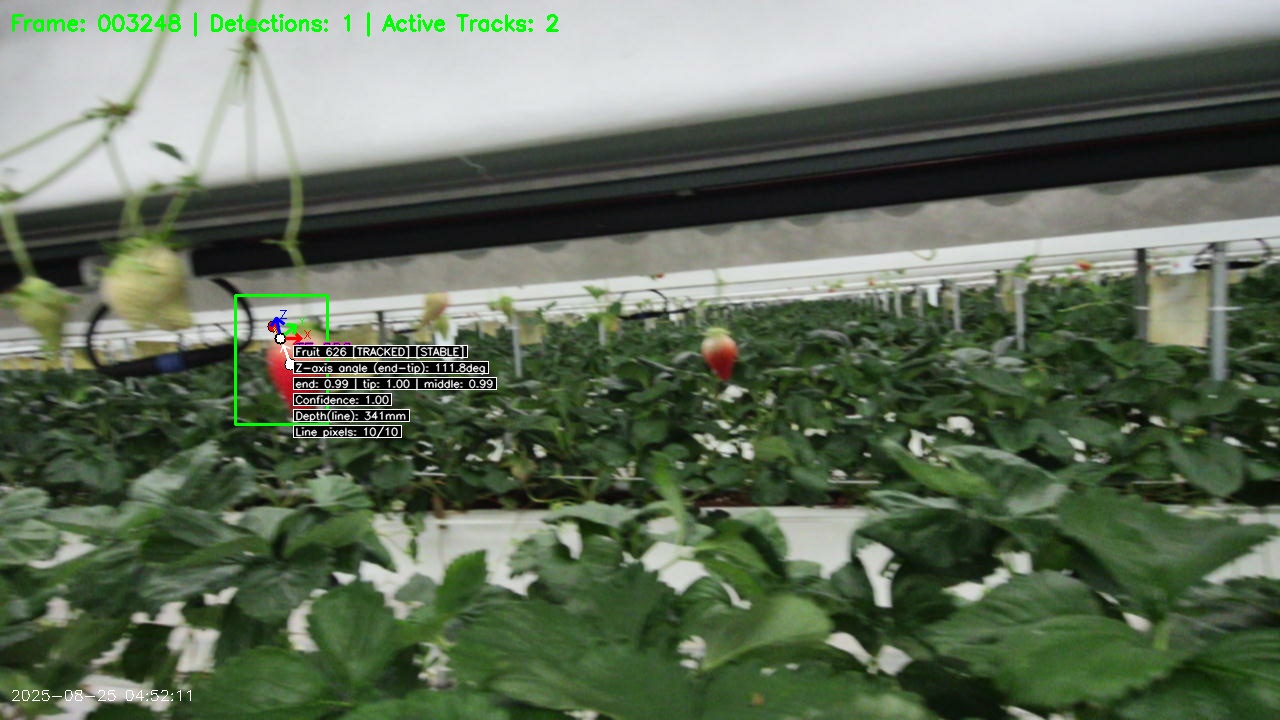 Frame: 003248 | Detections: 1 | Active Tracks: 2
Z
X
Fruit 626 [TRACKED] [STABLE]
Z-axis angle (end-tip): 111.8deg
end: 0.99 | tip: 1.00 | middle: 0.99
Confidence: 1.00
Depth(line): 341mm
Line pixels: 10/10
2025-08-25 04:52:11